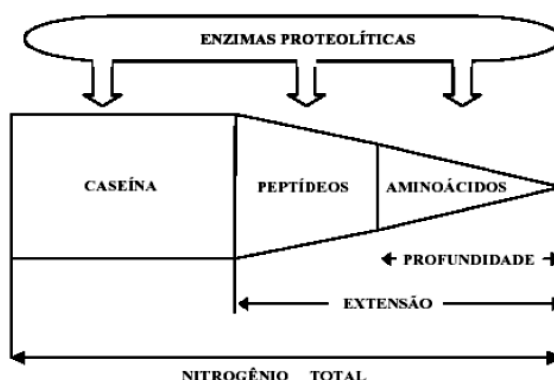 ENZIMAS PROTEOLÍTICAS
CASEÍNA
PEPTÍDEOS
AMINOÁCIDOS
PROFUNDIDADE
EXTENSÃO
NITROGÊNIO TOTAL